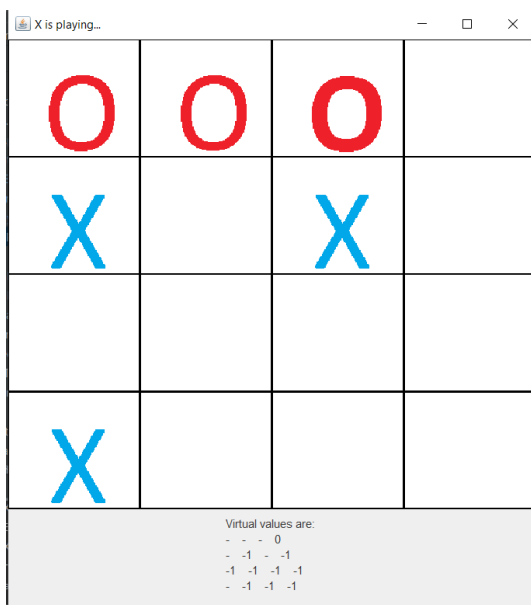 X is playing...
O O O
X X
X
Virtual values are:
- - - 0
- -1 - -1
-1 -1 -1 -1
- -1 -1 -1